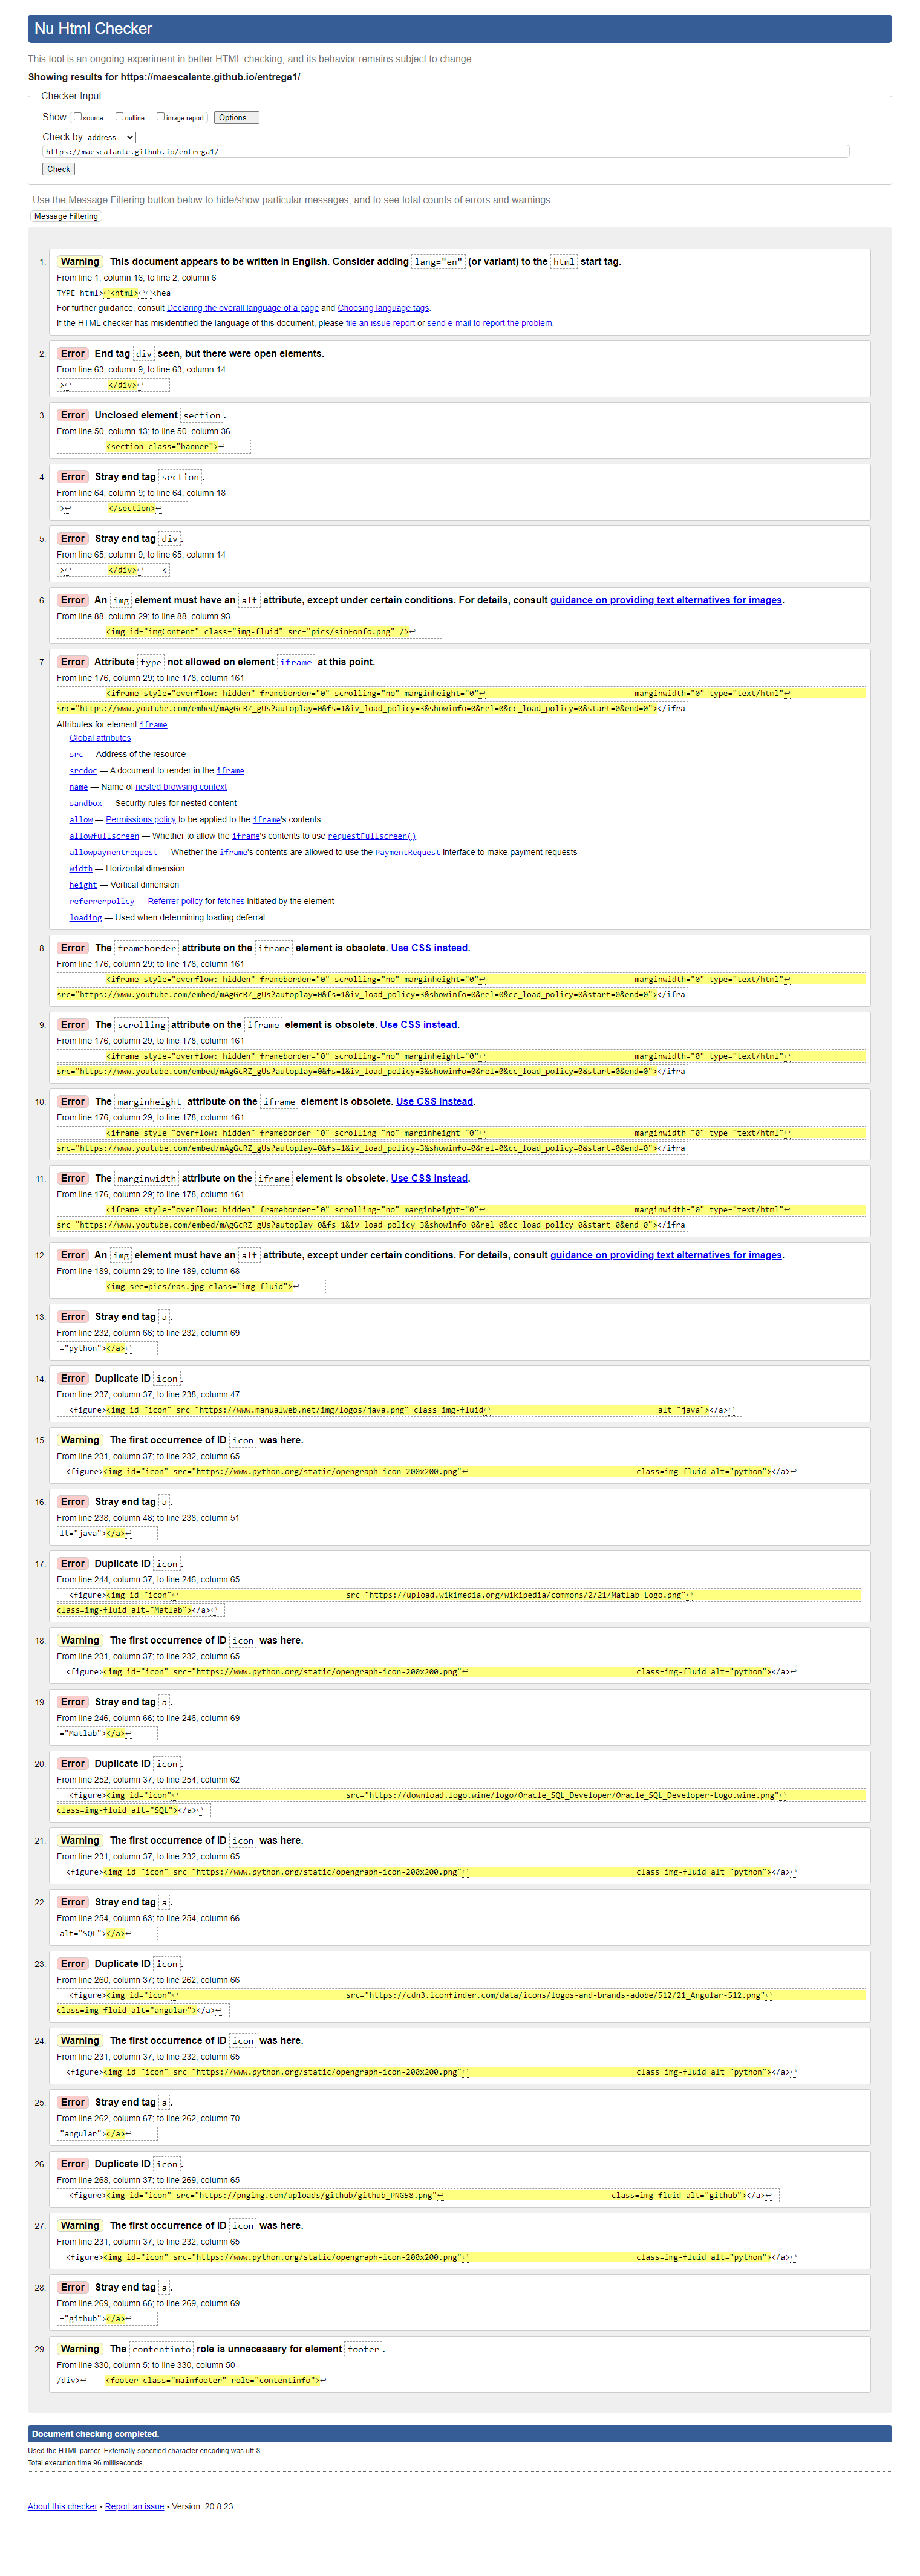 Nu Html Checker
This tool is an ongoing experiment in better HTML checking, and its behavior remains subject to change
Showing results for https://maescalante.github.io/entrega1/
Checker Input
Show source outline image report Options...
Check by address
https://maescalante.github.io/entrega1/
Check
Use the Message Filtering button below to hide/show particular messages, and to see total counts of errors and warnings.
Message Filtering
1. Warning This document appears to be written in English. Consider adding lang="en" (or variant) to the html start tag.
From line 1, column 16; to line 2, column 6
TYPE html>↩<html>↩↩<hea
For further guidance, consult Declaring the overall language of a page and Choosing language tags.
If the HTML checker has misidentified the language of this document, please file an issue report or send e-mail to report the problem.
2. Error End tag div seen, but there were open elements.
From line 63, column 9; to line 63, column 14
>↩ </div>↩
3. Error Unclosed element section.
From line 50, column 13; to line 50, column 36
<section class="banner">↩
4. Error Stray end tag section.
From line 64, column 9; to line 64, column 18
>↩ </section>↩
5. Error Stray end tag div.
From line 65, column 9; to line 65, column 14
>↩ </div>↩ <
6. Error An img element must have an alt attribute, except under certain conditions. For details, consult guidance on providing text alternatives for images.
From line 88, column 29; to line 88, column 93
<img id="imgContent" class="img-fluid" src="pics/sinFonfo.png" />↩
7. Error Attribute type not allowed on element iframe at this point.
From line 176, column 29; to line 178, column 161
<iframe style="overflow: hidden" frameborder="0" scrolling="no" marginheight="0"↩ marginwidth="0" type="text/html"↩
src="https://www.youtube.com/embed/mAgGcRZ_gUs?autoplay=0&fs=1&iv_load_policy=3&showinfo=0&rel=0&cc_load_policy=0&start=0&end=0"></ifra
Attributes for element iframe:
Global attributes
src — Address of the resource
srcdoc — A document to render in the iframe
name — Name of nested browsing context
sandbox — Security rules for nested content
allow — Permissions policy to be applied to the iframe's contents
allowfullscreen — Whether to allow the iframe's contents to use requestFullscreen()
allowpaymentrequest — Whether the iframe's contents are allowed to use the PaymentRequest interface to make payment requests
width — Horizontal dimension
height — Vertical dimension
referrerpolicy — Referrer policy for fetches initiated by the element
loading — Used when determining loading deferral
8. Error The frameborder attribute on the iframe element is obsolete. Use CSS instead.
From line 176, column 29; to line 178, column 161
<iframe style="overflow: hidden" frameborder="0" scrolling="no" marginheight="0"↩ marginwidth="0" type="text/html"↩
src="https://www.youtube.com/embed/mAgGcRZ_gUs?autoplay=0&fs=1&iv_load_policy=3&showinfo=0&rel=0&cc_load_policy=0&start=0&end=0"></ifra
9. Error The scrolling attribute on the iframe element is obsolete. Use CSS instead.
From line 176, column 29; to line 178, column 161
<iframe style="overflow: hidden" frameborder="0" scrolling="no" marginheight="0"↩ marginwidth="0" type="text/html"↩
src="https://www.youtube.com/embed/mAgGcRZ_gUs?autoplay=0&fs=1&iv_load_policy=3&showinfo=0&rel=0&cc_load_policy=0&start=0&end=0"></ifra
10. Error The marginheight attribute on the iframe element is obsolete. Use CSS instead.
From line 176, column 29; to line 178, column 161
<iframe style="overflow: hidden" frameborder="0" scrolling="no" marginheight="0"↩ marginwidth="0" type="text/html"↩
src="https://www.youtube.com/embed/mAgGcRZ_gUs?autoplay=0&fs=1&iv_load_policy=3&showinfo=0&rel=0&cc_load_policy=0&start=0&end=0"></ifra
11. Error The marginwidth attribute on the iframe element is obsolete. Use CSS instead.
From line 176, column 29; to line 178, column 161
<iframe style="overflow: hidden" frameborder="0" scrolling="no" marginheight="0"↩ marginwidth="0" type="text/html"↩
src="https://www.youtube.com/embed/mAgGcRZ_gUs?autoplay=0&fs=1&iv_load_policy=3&showinfo=0&rel=0&cc_load_policy=0&start=0&end=0"></ifra
12. Error An img element must have an alt attribute, except under certain conditions. For details, consult guidance on providing text alternatives for images.
From line 189, column 29; to line 189, column 68
<img src=pics/ras.jpg class="img-fluid">↩
13. Error Stray end tag a.
From line 232, column 66; to line 232, column 69
="python"></a>↩
14. Error Duplicate ID icon.
From line 237, column 37; to line 238, column 47
<figure><img id="icon" src="https://www.manualweb.net/img/logos/java.png" class=img-fluid↩ alt="java"></a>↩
15. Warning The first occurrence of ID icon was here.
From line 231, column 37; to line 232, column 65
<figure><img id="icon" src="https://www.python.org/static/opengraph-icon-200x200.png"↩ class=img-fluid alt="python"></a>↩
16. Error Stray end tag a.
From line 238, column 48; to line 238, column 51
lt="java"></a>↩
17. Error Duplicate ID icon.
From line 244, column 37; to line 246, column 65
<figure><img id="icon"↩ src="https://upload.wikimedia.org/wikipedia/commons/2/21/Matlab_Logo.png"↩
class=img-fluid alt="Matlab"></a>↩
18. Warning The first occurrence of ID icon was here.
From line 231, column 37; to line 232, column 65
<figure><img id="icon" src="https://www.python.org/static/opengraph-icon-200x200.png"↩ class=img-fluid alt="python"></a>↩
19. Error Stray end tag a.
From line 246, column 66; to line 246, column 69
="Matlab"></a>↩
20. Error Duplicate ID icon.
From line 252, column 37; to line 254, column 62
<figure><img id="icon"↩ src="https://download.logo.wine/logo/Oracle_SQL_Developer/Oracle_SQL_Developer-Logo.wine.png"↩
class=img-fluid alt="SQL"></a>↩
21. Warning The first occurrence of ID icon was here.
From line 231, column 37; to line 232, column 65
<figure><img id="icon" src="https://www.python.org/static/opengraph-icon-200x200.png"↩ class=img-fluid alt="python"></a>↩
22. Error Stray end tag a.
From line 254, column 63; to line 254, column 66
alt="SQL"></a>↩
23. Error Duplicate ID icon.
From line 260, column 37; to line 262, column 66
<figure><img id="icon"↩ src="https://cdn3.iconfinder.com/data/icons/logos-and-brands-adobe/512/21_Angular-512.png"↩
class=img-fluid alt="angular"></a>↩
24. Warning The first occurrence of ID icon was here.
From line 231, column 37; to line 232, column 65
<figure><img id="icon" src="https://www.python.org/static/opengraph-icon-200x200.png"↩ class=img-fluid alt="python"></a>↩
25. Error Stray end tag a.
From line 262, column 67; to line 262, column 70
"angular"></a>↩
26. Error Duplicate ID icon.
From line 268, column 37; to line 269, column 65
<figure><img id="icon" src="https://pngimg.com/uploads/github/github_PNG58.png"↩ class=img-fluid alt="github"></a>↩
27. Warning The first occurrence of ID icon was here.
From line 231, column 37; to line 232, column 65
<figure><img id="icon" src="https://www.python.org/static/opengraph-icon-200x200.png"↩ class=img-fluid alt="python"></a>↩
28. Error Stray end tag a.
From line 269, column 66; to line 269, column 69
="github"></a>↩
29. Warning The contentinfo role is unnecessary for element footer.
From line 330, column 5; to line 330, column 50
/div>↩ <footer class="mainfooter" role="contentinfo">↩
Document checking completed.
Used the HTML parser. Externally specified character encoding was utf-8.
Total execution time 96 milliseconds.
About this checker • Report an issue • Version: 20.8.23